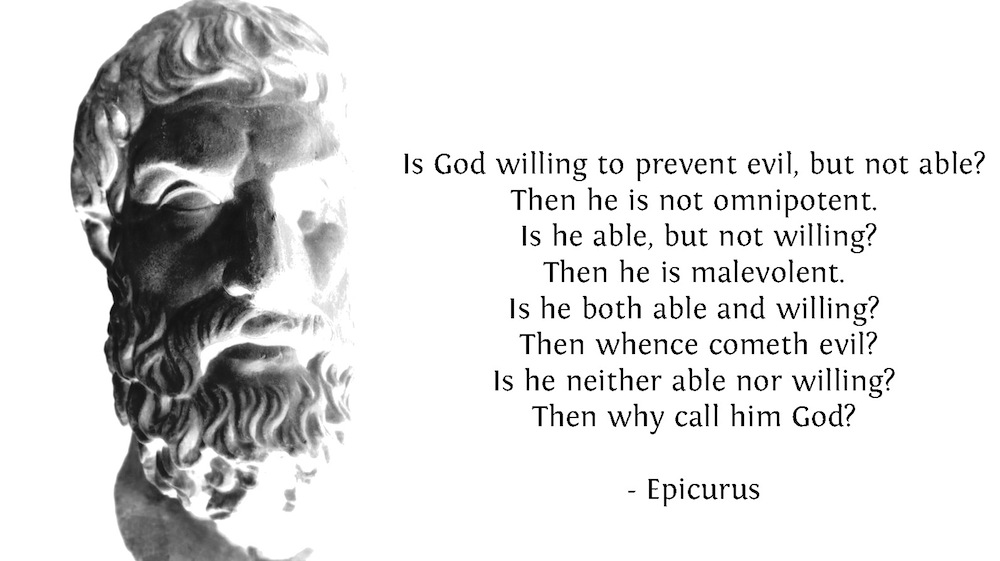 Is God willing to prevent evil, but not able?
Then he is not omnipotent.
Is he able, but not willing?
Then he is malevolent.
Is he both able and willing?
Then whence cometh evil?
Is he neither able nor willing?
Then why call him God?
- Epicurus